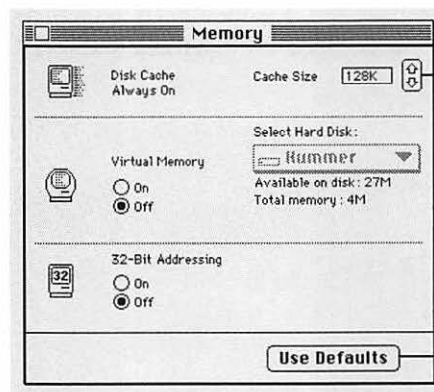 Memory
Disk Cache
Always On
Cache Size
128K
Select Hard Disk:
Hummer
Virtual Memory
On
Off
Available on disk: 27M
Total memory: 4M
32-Bit Addressing
32
On
Off
Use Defaults